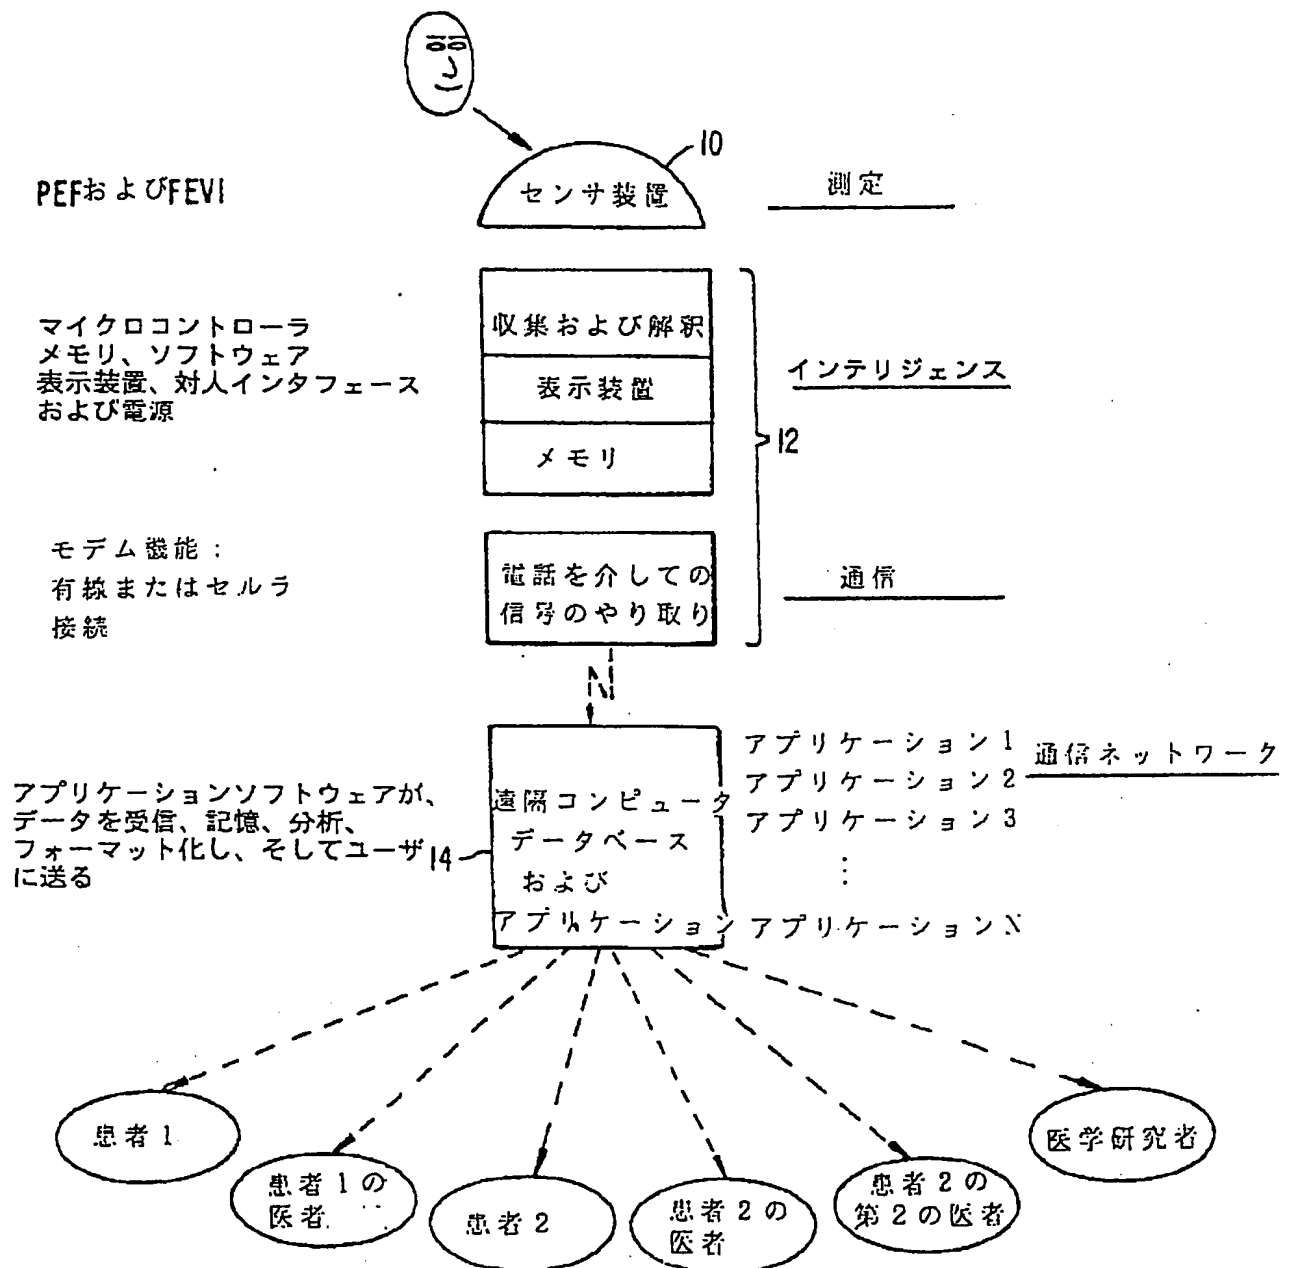 10
PEFおよびFEVI
センサ装置
測定
マイクロコントローラ
メモリ、ソフトウェア
表示装置、対人インタフェース
および電源
収集および解釈
表示装置
メモリ
インテリジェンス
12
モデム機能:
有線またはセルラ
接続
電話を介しての
信号のやり取り
通信
アプリケーションソフトウェアが、
データを受信、記憶、分析、
フォーマット化し、そしてユーザ
に送る
14
遠隔コンピュータ
データベース
および
アプリケーション
アプリケーション1
アプリケーション2
アプリケーション3
⋮
アプリケーションN
通信ネットワーク
患者1
患者1の
医者
患者2
患者2の
医者
患者2の
第2の医者
医学研究者